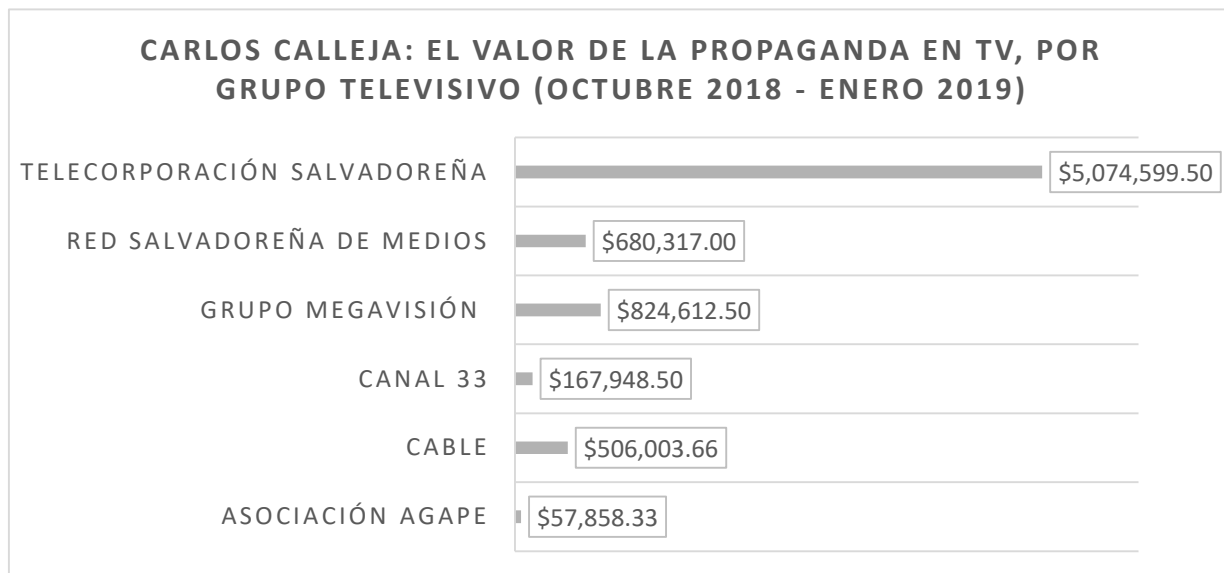 CARLOS CALLEJA: EL VALOR DE LA PROPAGANDA EN TV, POR
GRUPO TELEVISIVO (OCTUBRE 2018 - ENERO 2019)
TELECORPORACIÓN SALVADOREÑA $5,074,599.50
RED SALVADOREÑA DE MEDIOS $680,317.00
GRUPO MEGAVISIÓN $824,612.50
CANAL 33 $167,948.50
CABLE $506,003.66
ASOCIACIÓN AGAPE $57,858.33